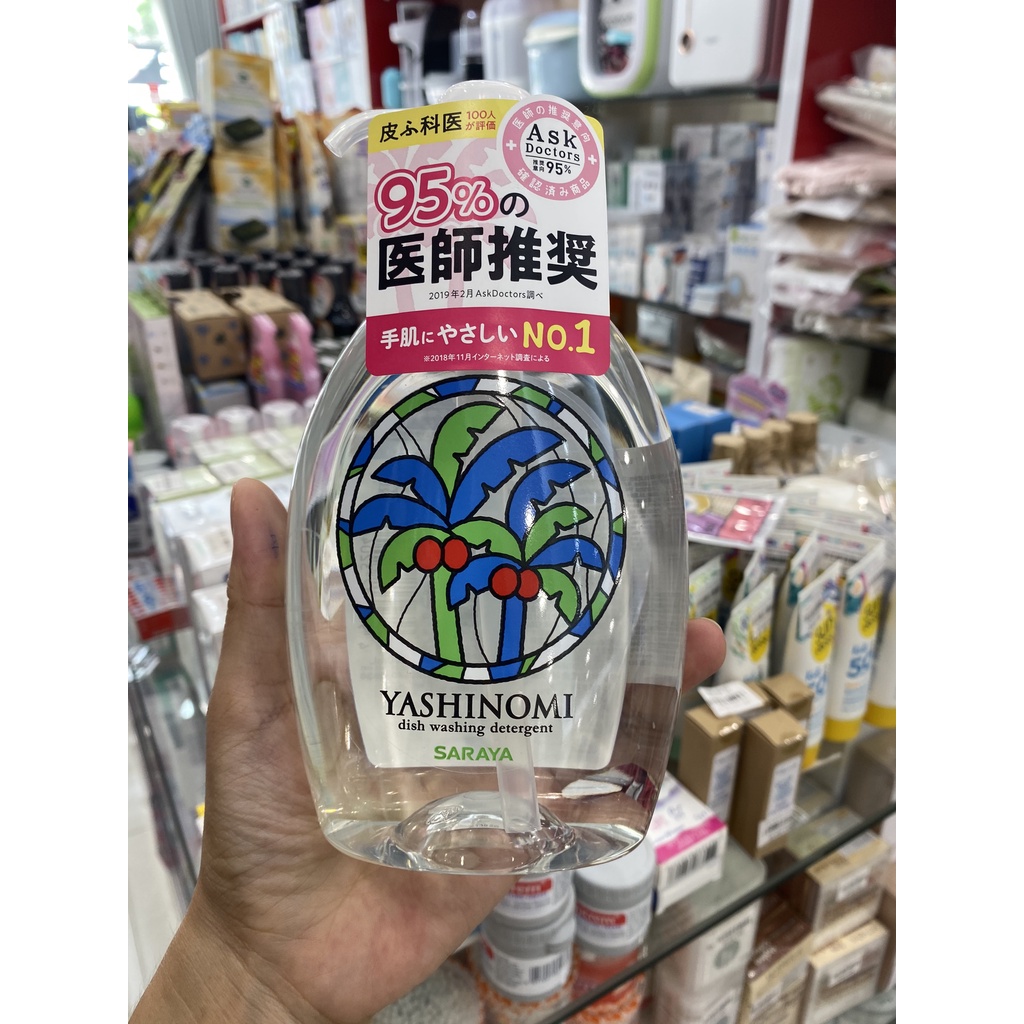 皮ふ科医 100人が評価
医師の推奨意向
Ask
Doctors
推奨意向 95%
確認済み商品
95%の
医師推奨
2019年2月AskDoctors調べ
手肌にやさしい NO.1
※2018年11月インターネット調査による
YASHINOMI
dish washing detergent
SARAYA